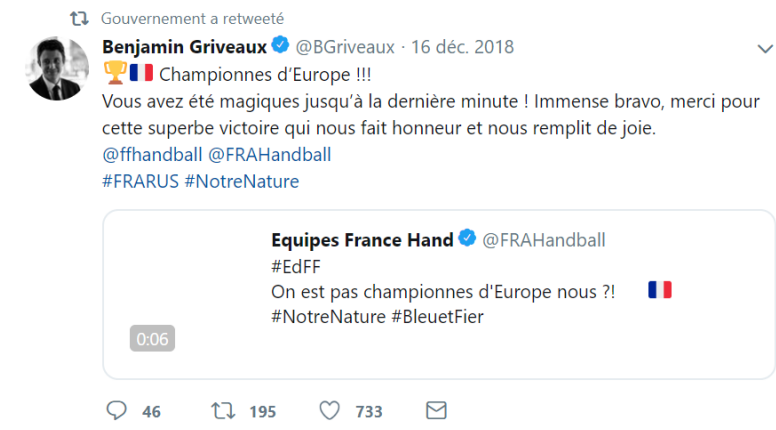 Gouvernement a retweeté
Benjamin Griveaux @BGriveaux · 16 déc. 2018
🏆🇫🇷 Championnes d’Europe !!!
Vous avez été magiques jusqu’à la dernière minute ! Immense bravo, merci pour
cette superbe victoire qui nous fait honneur et nous remplit de joie.
@ffhandball @FRAHandball
#FRARUS #NotreNature
Equipes France Hand @FRAHandball
#EdFF
On est pas championnes d'Europe nous ?! 🇫🇷
#NotreNature #BleuetFier
0:06
46 195 733